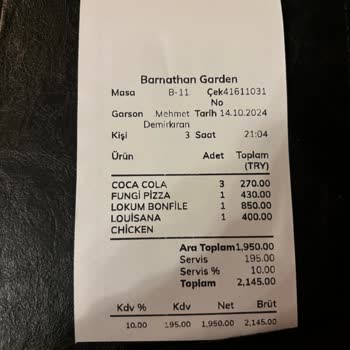 Barnathan Garden
Masa B-11 Çek41611031
No
Garson Mehmet Tarih 14.10.2024
Demirkıran
Kişi 3 Saat 21:04
Ürün Adet Toplam
(TRY)
COCA COLA 3 270.00
FUNGİ PİZZA 1 430.00
LOKUM BONFİLE 1 850.00
LOUİSANA 1 400.00
CHİCKEN
Ara Toplam1,950.00
Servis 195.00
Servis % 10.00
Toplam 2,145.00
Kdv % Kdv Net Brüt
10.00 195.00 1,950.00 2,145.00